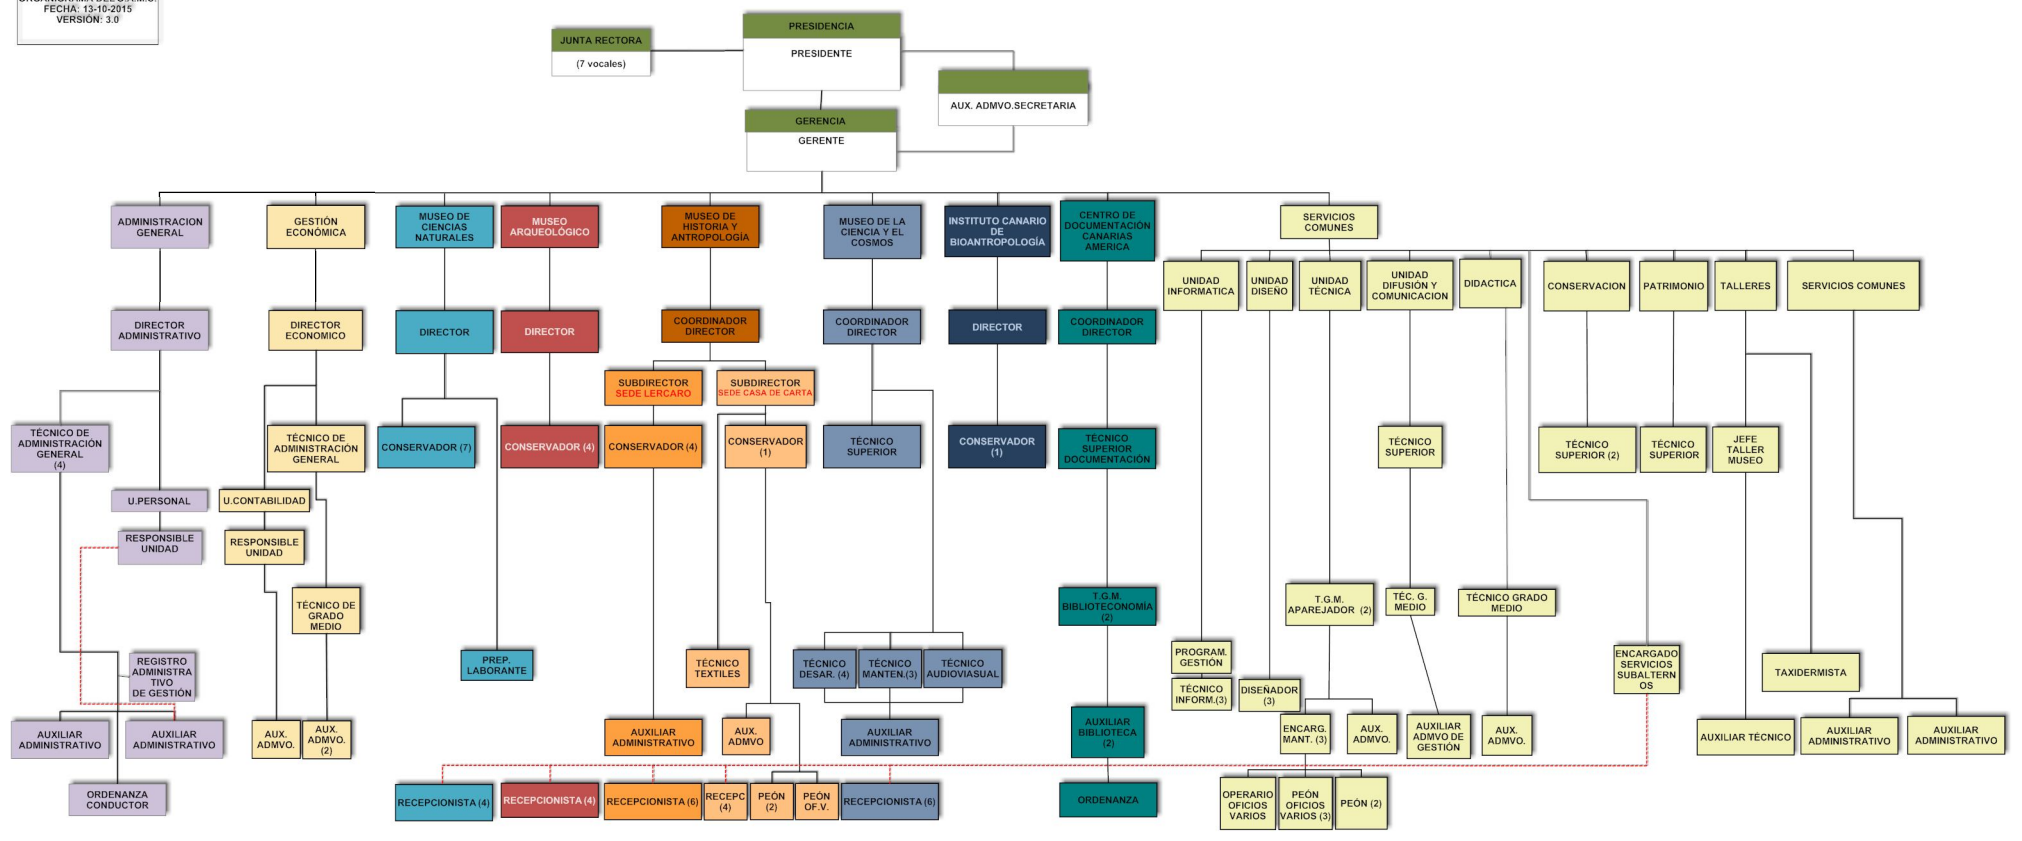 FECHA: 13-10-2015
VERSIÓN: 3.0
PRESIDENCIA
PRESIDENTE
JUNTA RECTORA
(7 vocales)
AUX. ADMVO.SECRETARIA
GERENCIA
GERENTE
ADMINISTRACION
GENERAL
GESTIÓN
ECONÓMICA
MUSEO DE
CIENCIAS
NATURALES
MUSEO
ARQUEOLÓGICO
MUSEO DE
HISTORIA Y
ANTROPOLOGÍA
MUSEO DE LA
CIENCIA Y EL
COSMOS
INSTITUTO CANARIO
DE
BIOANTROPOLOGÍA
CENTRO DE
DOCUMENTACIÓN
CANARIAS
AMERICA
SERVICIOS
COMUNES
UNIDAD
INFORMATICA
UNIDAD
DISEÑO
UNIDAD
TÉCNICA
UNIDAD
DIFUSIÓN Y
COMUNICACION
DIDACTICA
CONSERVACION
PATRIMONIO
TALLERES
SERVICIOS COMUNES
DIRECTOR
ADMINISTRATIVO
DIRECTOR
ECONOMICO
DIRECTOR
DIRECTOR
COORDINADOR
DIRECTOR
COORDINADOR
DIRECTOR
DIRECTOR
COORDINADOR
DIRECTOR
SUBDIRECTOR
SEDE LERCARO
SUBDIRECTOR
SEDE CASA DE CARTA
TÉCNICO DE
ADMINISTRACIÓN
GENERAL
(4)
TÉCNICO DE
ADMINISTRACIÓN
GENERAL
CONSERVADOR (7)
CONSERVADOR (4)
CONSERVADOR (4)
CONSERVADOR
(1)
TÉCNICO
SUPERIOR
CONSERVADOR
(1)
TÉCNICO
SUPERIOR
DOCUMENTACIÓN
TÉCNICO
SUPERIOR
TÉCNICO
SUPERIOR (2)
TÉCNICO
SUPERIOR
JEFE
TALLER
MUSEO
U.PERSONAL
U.CONTABILIDAD
RESPONSIBLE
UNIDAD
RESPONSIBLE
UNIDAD
TÉCNICO DE
GRADO
MEDIO
T.G.M.
BIBLIOTECONOMÍA
(2)
T.G.M.
APAREJADOR (2)
TÉC. G.
MEDIO
TÉCNICO GRADO
MEDIO
REGISTRO
ADMINISTRA
TIVO
DE GESTIÓN
PREP.
LABORANTE
TÉCNICO
TEXTILES
TÉCNICO
DESAR. (4)
TÉCNICO
MANTEN.(3)
TÉCNICO
AUDIOVIASUAL
PROGRAM.
GESTIÓN
TÉCNICO
INFORM.(3)
DISEÑADOR
(3)
ENCARGADO
SERVICIOS
SUBALTERN
OS
TAXIDERMISTA
AUXILIAR
ADMINISTRATIVO
AUXILIAR
ADMINISTRATIVO
AUX.
ADMVO.
AUX.
ADMVO.
(2)
AUXILIAR
ADMINISTRATIVO
AUX.
ADMVO
AUXILIAR
ADMINISTRATIVO
AUXILIAR
BIBLIOTECA
(2)
ENCARG.
MANT. (3)
AUX.
ADMVO.
AUXILIAR
ADMVO DE
GESTIÓN
AUX.
ADMVO.
AUXILIAR TÉCNICO
AUXILIAR
ADMINISTRATIVO
AUXILIAR
ADMINISTRATIVO
ORDENANZA
CONDUCTOR
RECEPCIONISTA (4)
RECEPCIONISTA (4)
RECEPCIONISTA (6)
RECEPC
(4)
PEÓN
(2)
PEÓN
OF.V.
RECEPCIONISTA (6)
ORDENANZA
OPERARIO
OFICIOS
VARIOS
PEÓN
OFICIOS
VARIOS (3)
PEÓN (2)